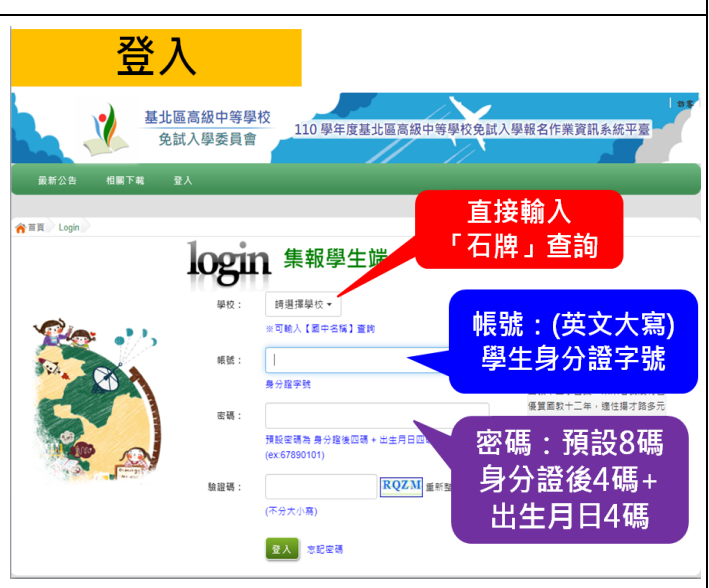 登入
訪客
基北區高級中等學校
免試入學委員會
110 學年度基北區高級中等學校免試入學報名作業資訊系統平臺
最新公告 相關下載 登入
首頁 Login
直接輸入
「石牌」查詢
login 集報學生端
學校：
請選擇學校
※可輸入【國中名稱】查詢
帳號：(英文大寫)
學生身分證字號
帳號：
身分證字號
優質國教十二年，適性揚才路多元
密碼：
預設密碼為 身分證後四碼 + 出生月日四
(ex:67890101)
密碼：預設8碼
身分證後4碼+
出生月日4碼
驗證碼：
RQZM 重新整
(不分大小寫)
登入 忘記密碼